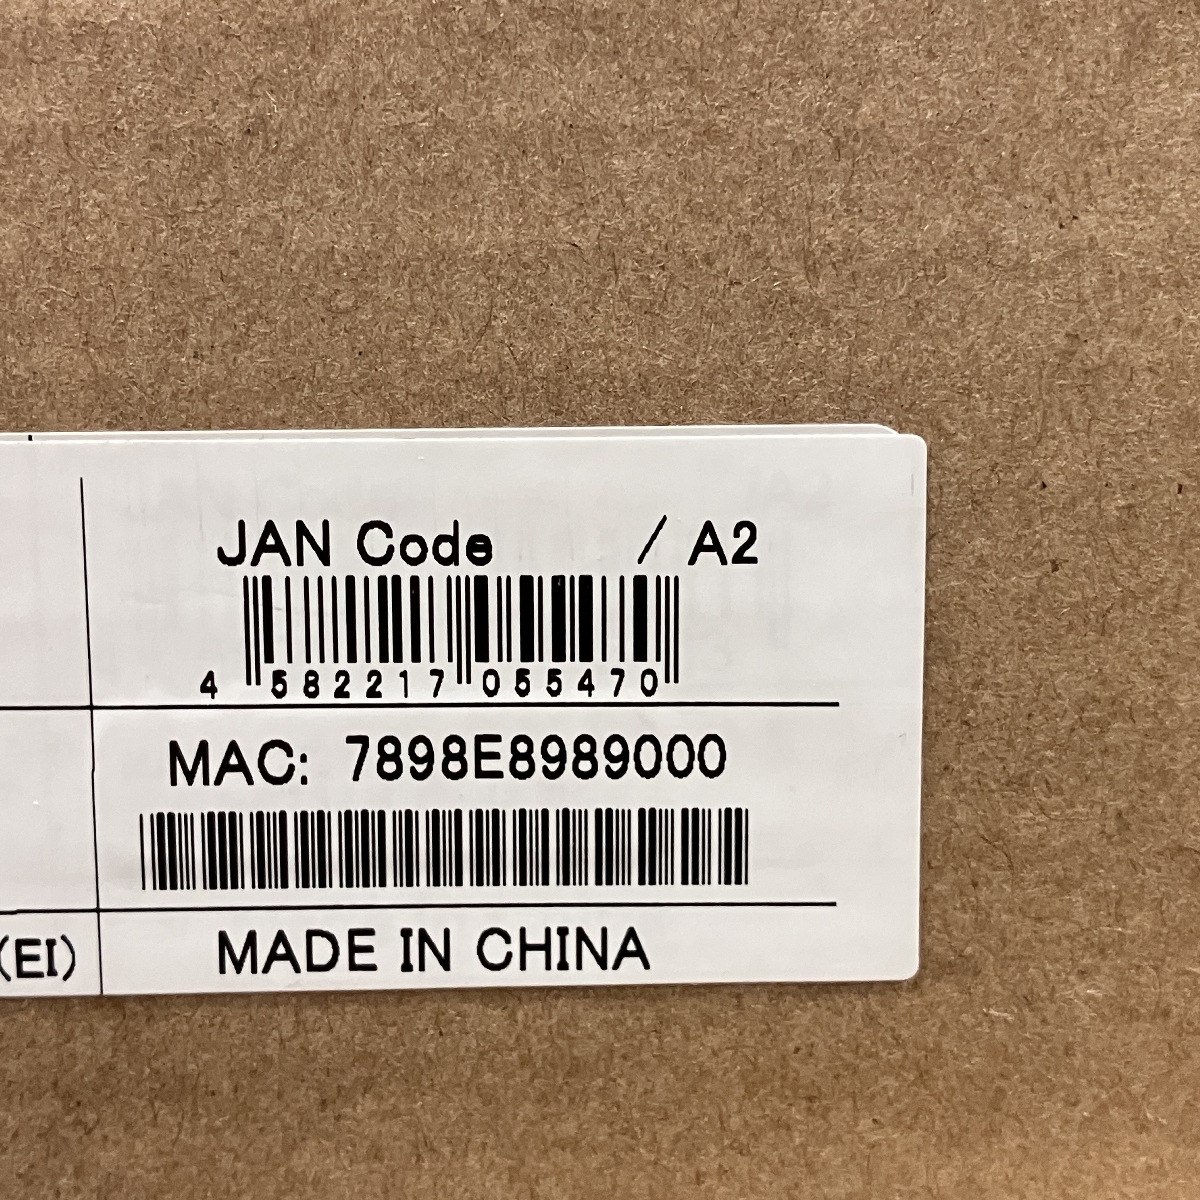 JAN Code / A2
4 582217 055470
MAC: 7898E8989000
(EI) MADE IN CHINA